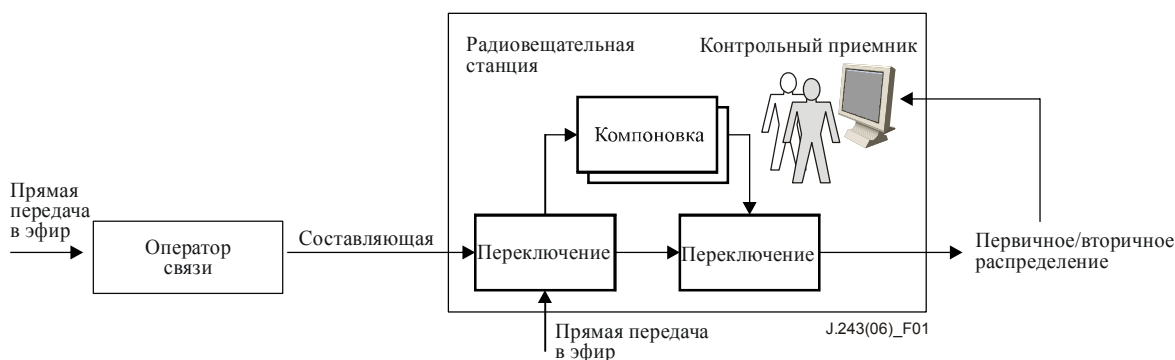 Радиовещательная
станция
Контрольный приемник
Компоновка
Прямая
передача
в эфир
Оператор
связи
Составляющая
Переключение
Переключение
Первичное/вторичное
распределение
Прямая передача
в эфир
J.243(06)_F01